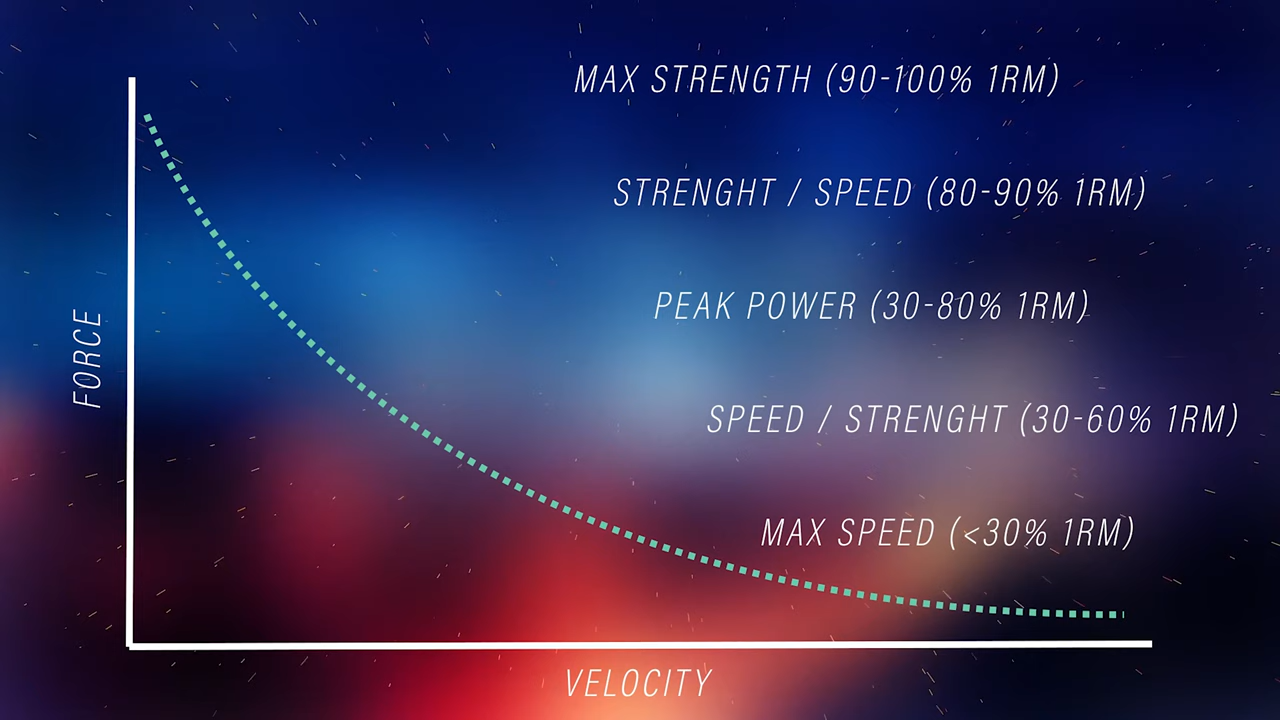 MAX STRENGTH (90-100% 1RM)
STRENGHT / SPEED (80-90% 1RM)
PEAK POWER (30-80% 1RM)
SPEED / STRENGHT (30-60% 1RM)
MAX SPEED (<30% 1RM)
FORCE
VELOCITY